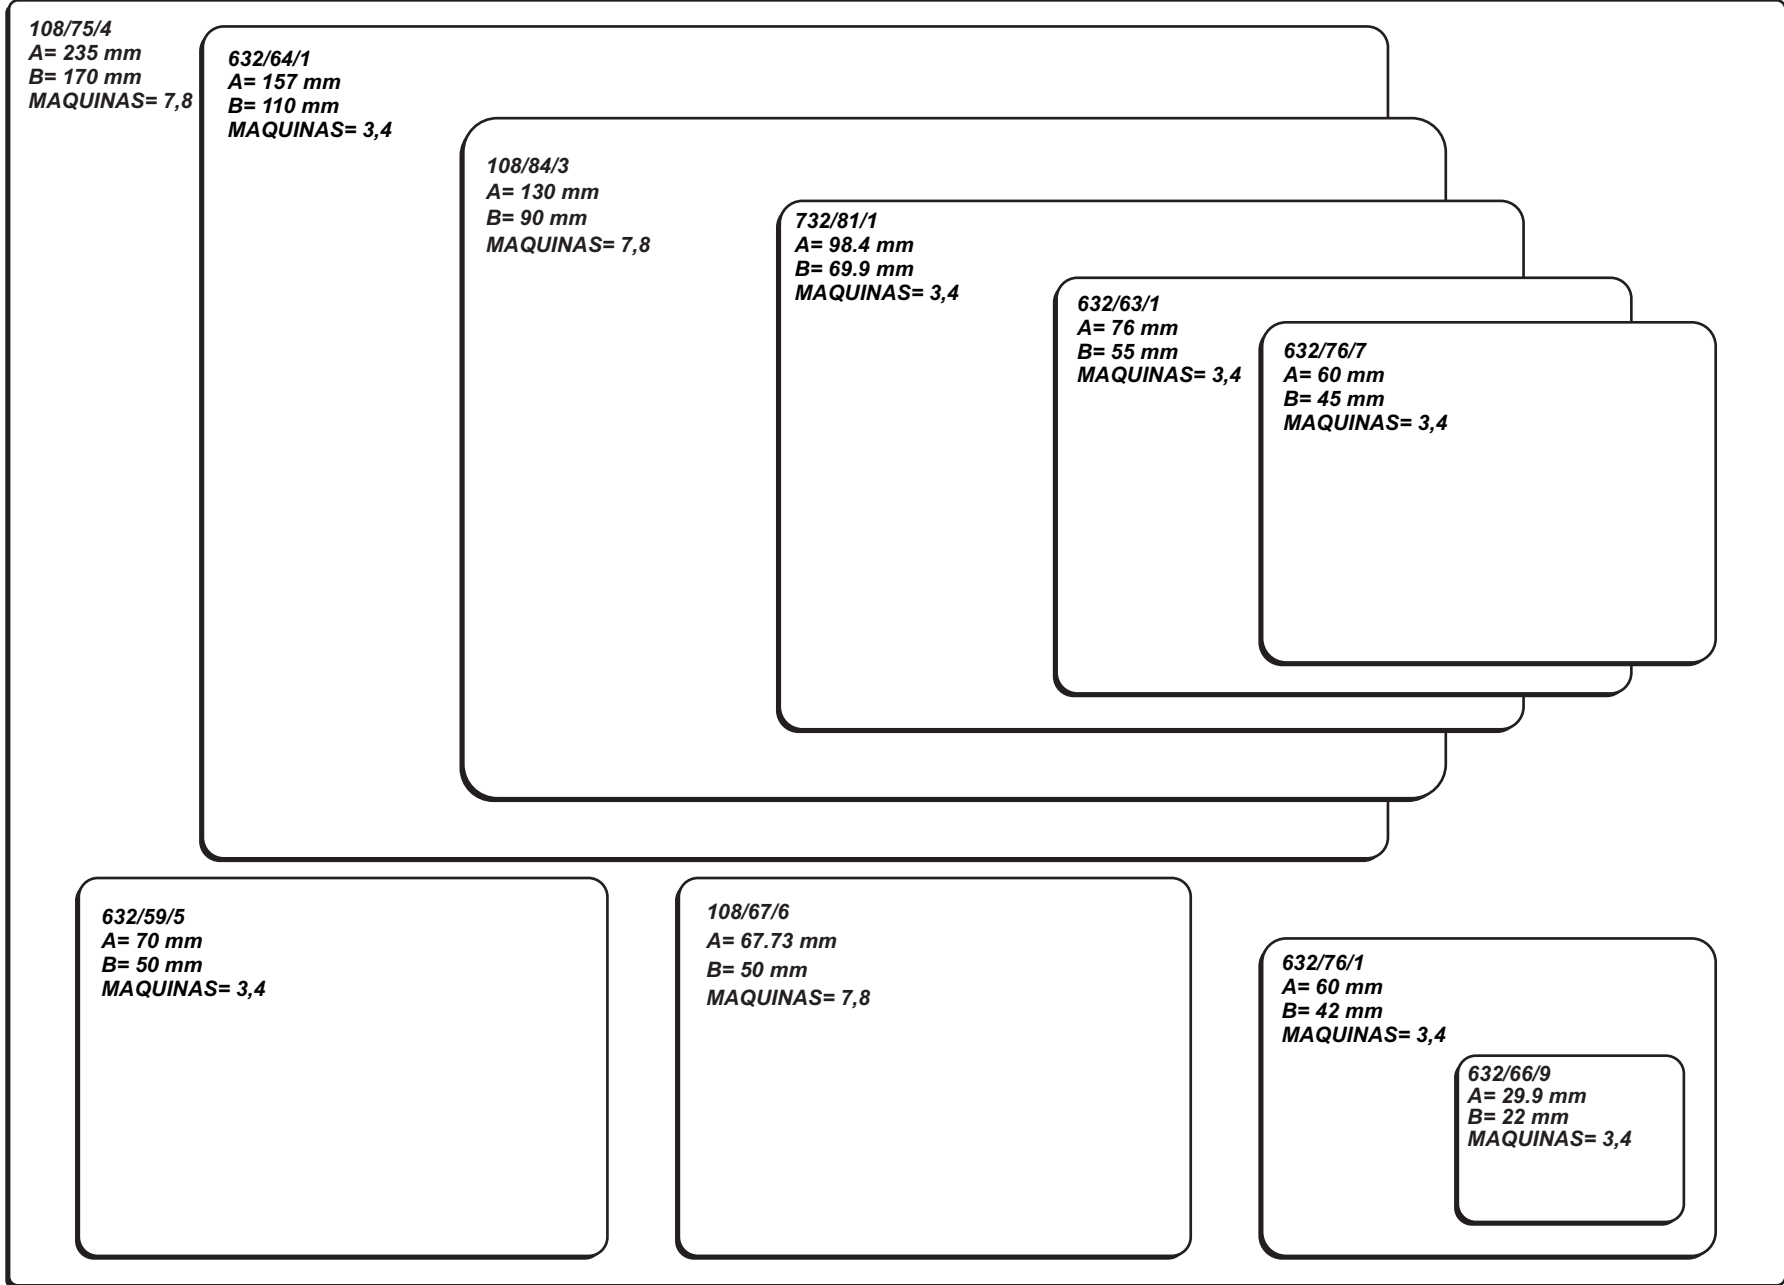 108/75/4
A= 235 mm
B= 170 mm
MAQUINAS= 7,8
632/64/1
A= 157 mm
B= 110 mm
MAQUINAS= 3,4
108/84/3
A= 130 mm
B= 90 mm
MAQUINAS= 7,8
732/81/1
A= 98.4 mm
B= 69.9 mm
MAQUINAS= 3,4
632/63/1
A= 76 mm
B= 55 mm
MAQUINAS= 3,4
632/76/7
A= 60 mm
B= 45 mm
MAQUINAS= 3,4
632/59/5
A= 70 mm
B= 50 mm
MAQUINAS= 3,4
108/67/6
A= 67.73 mm
B= 50 mm
MAQUINAS= 7,8
632/76/1
A= 60 mm
B= 42 mm
MAQUINAS= 3,4
632/66/9
A= 29.9 mm
B= 22 mm
MAQUINAS= 3,4